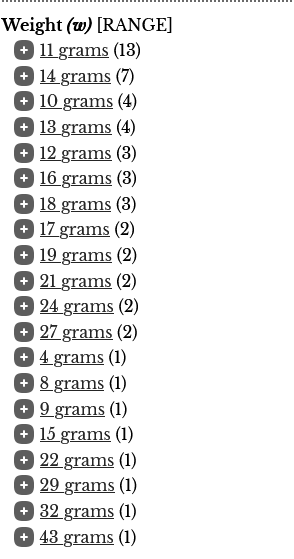 Weight (w) [RANGE]
11 grams (13)
14 grams (7)
10 grams (4)
13 grams (4)
12 grams (3)
16 grams (3)
18 grams (3)
17 grams (2)
19 grams (2)
21 grams (2)
24 grams (2)
27 grams (2)
4 grams (1)
8 grams (1)
9 grams (1)
15 grams (1)
22 grams (1)
29 grams (1)
32 grams (1)
43 grams (1)